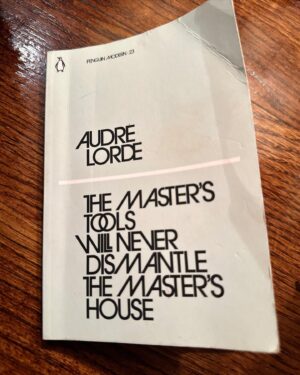 PENGUIN MODERN · 23
AUDRE
LORDE
THE MASTER'S
TOOLS
WILL NEVER
DISMANTLE
THE MASTER'S
HOUSE